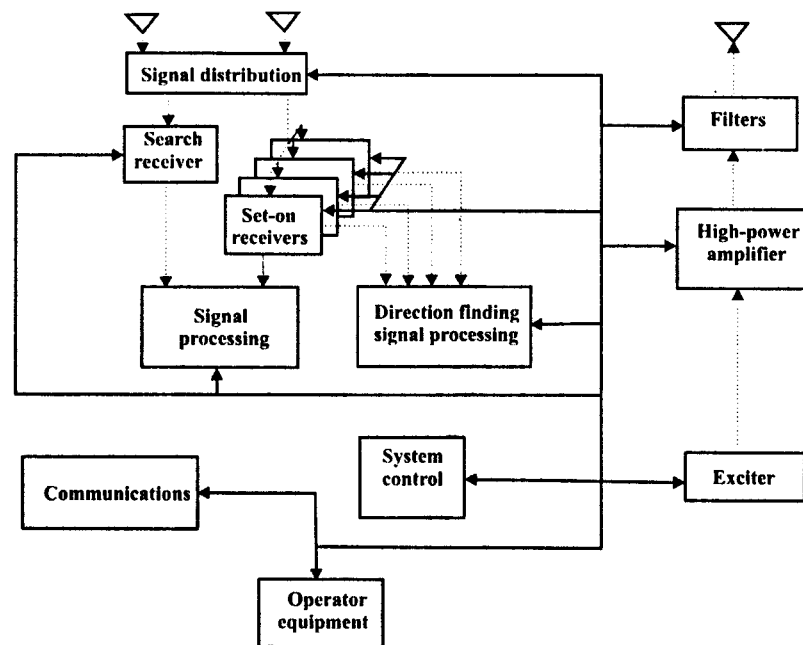 Signal distribution
Search
receiver
Filters
Set-on
receivers
High-power
amplifier
Signal
processing
Direction finding
signal processing
System
control
Communications
Exciter
Operator
equipment